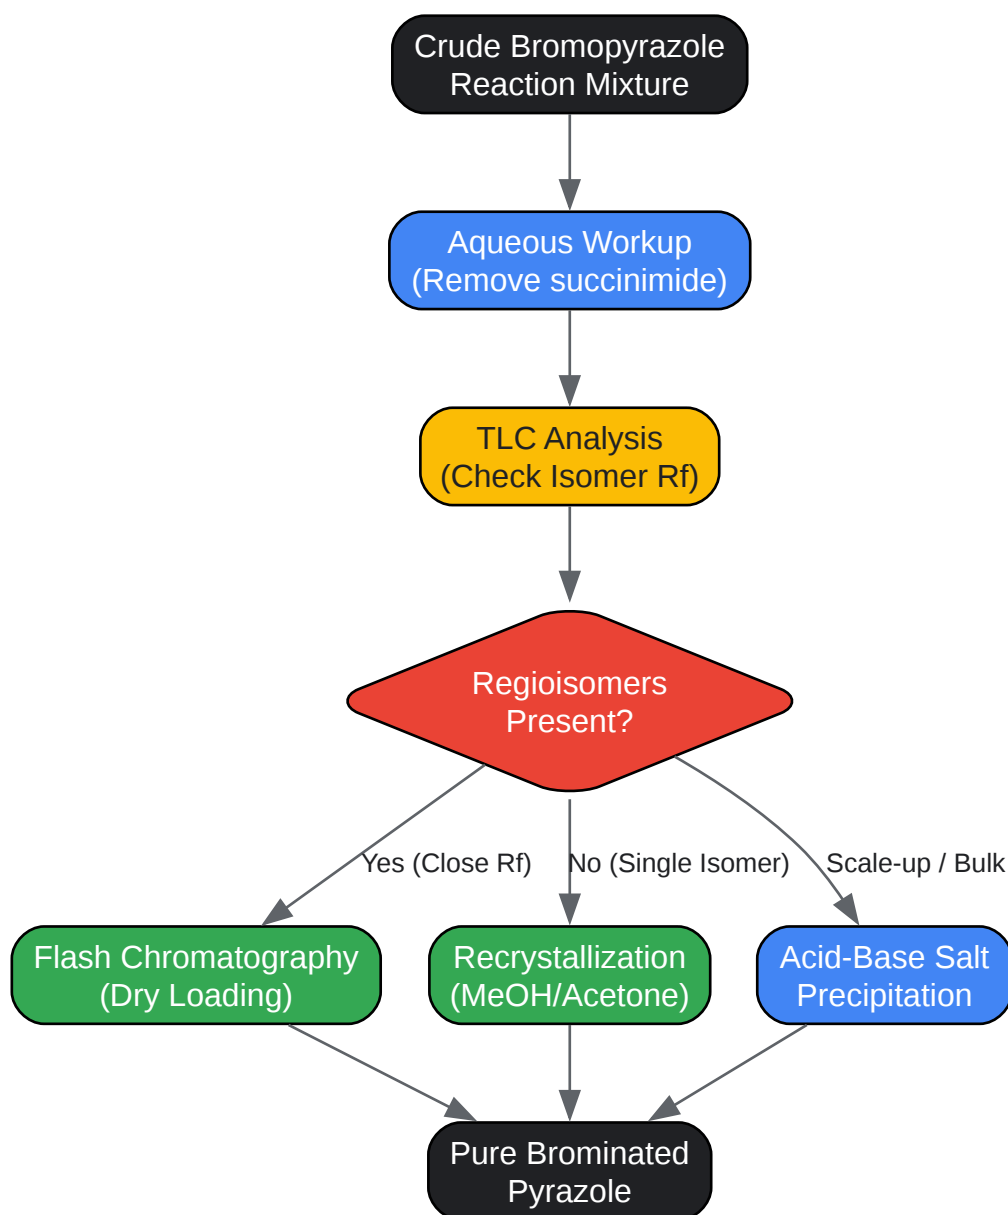 Crude Bromopyrazole
Reaction Mixture
Aqueous Workup
(Remove succinimide)
TLC Analysis
(Check Isomer Rf)
Regioisomers
Present?
Yes (Close Rf)
No (Single Isomer)
Scale-up / Bulk
Flash Chromatography
(Dry Loading)
Recrystallization
(MeOH/Acetone)
Acid-Base Salt
Precipitation
Pure Brominated
Pyrazole